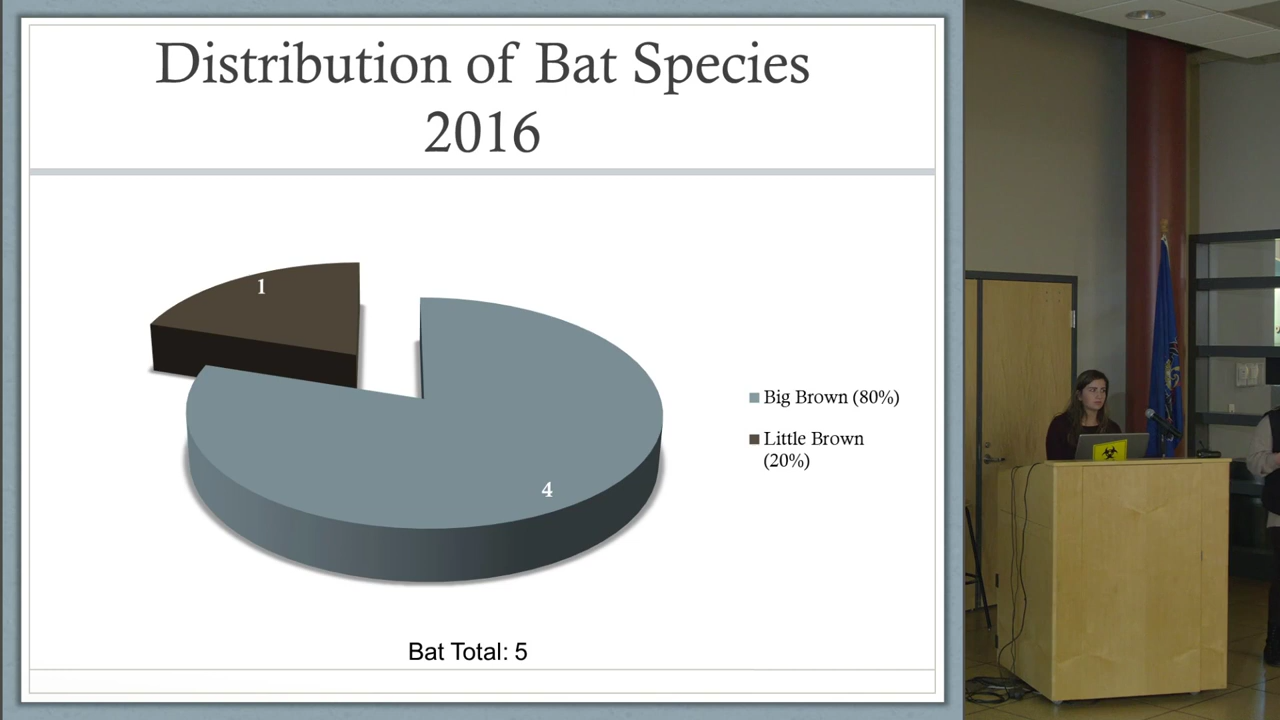 Distribution of Bat Species
2016
1
4
Big Brown (80%)
Little Brown
(20%)
Bat Total: 5